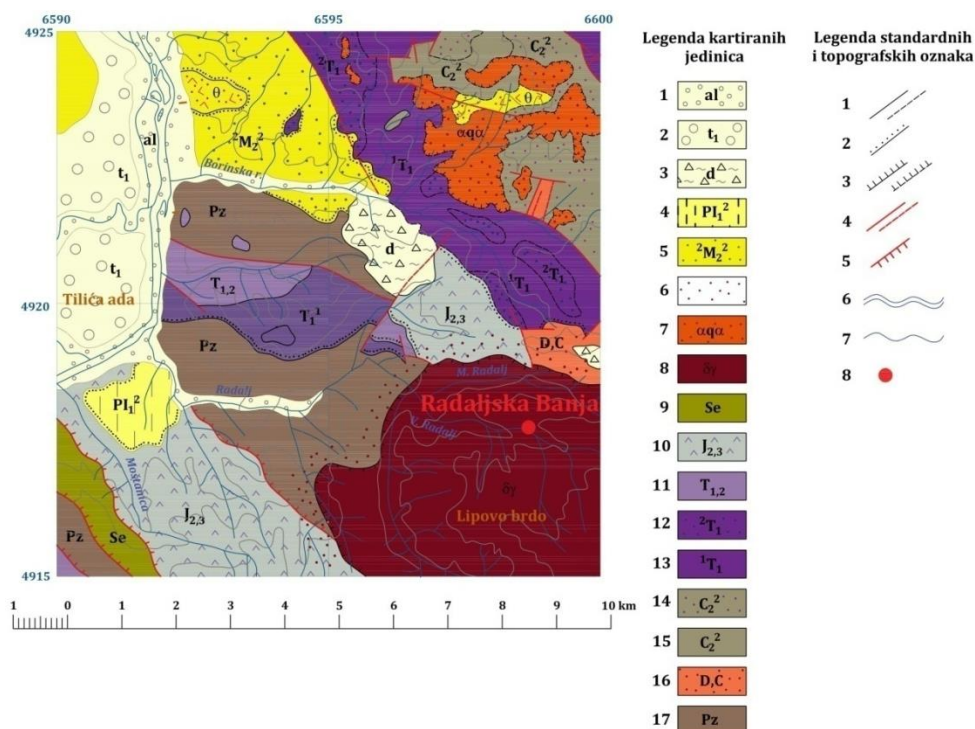 6590
6595
6600
4925
4920
4915
²T₁
C₂²
C₂²
θ
θ
al
t₁
²M₂²
αqα
¹T₁
Borinska r.
Pz
d
t₁
T₁,₂
¹T₁
²T₁
Tilića ada
T₁¹
J₂,₃
D,C
Pz
M. Radalj
Radalj
PI₁²
Radaljska Banja
V. Radalj
Moštanica
δγ
J₂,₃
Lipovo brdo
Pz
Se
1 0 1 2 3 4 5 6 7 8 9 10 km
Legenda kartiranih
jedinica
1 al
2 t₁
3 d
4 PI₁²
5 ²M₂²
6
7 αqα
8 δγ
9 Se
10 J₂,₃
11 T₁,₂
12 ²T₁
13 ¹T₁
14 C₂²
15 C₂²
16 D,C
17 Pz
Legenda standardnih
i topografskih oznaka
1
2
3
4
5
6
7
8